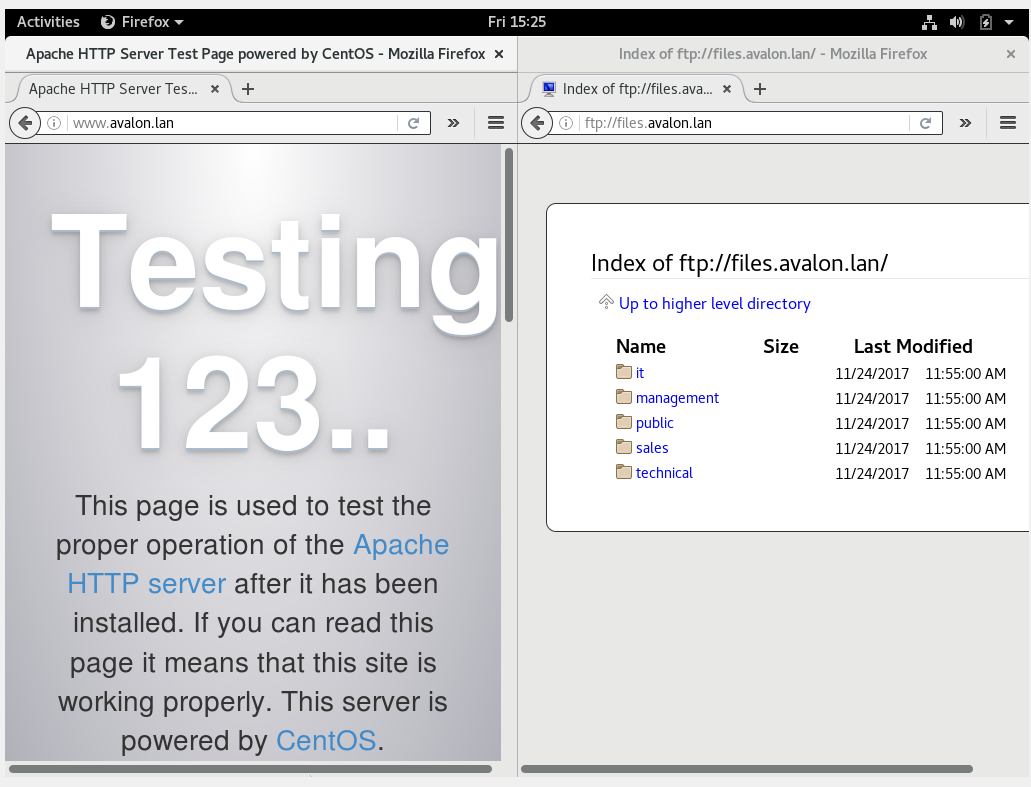 Activities Firefox Fri 15:25
Apache HTTP Server Test Page powered by CentOS - Mozilla Firefox
Apache HTTP Server Tes...
www.avalon.lan
Testing
123..
This page is used to test the
proper operation of the Apache
HTTP server after it has been
installed. If you can read this
page it means that this site is
working properly. This server is
powered by CentOS.
Index of ftp://files.avalon.lan/ - Mozilla Firefox
Index of ftp://files.ava...
ftp://files.avalon.lan
Index of ftp://files.avalon.lan/
Up to higher level directory
Name Size Last Modified
it 11/24/2017 11:55:00 AM
management 11/24/2017 11:55:00 AM
public 11/24/2017 11:55:00 AM
sales 11/24/2017 11:55:00 AM
technical 11/24/2017 11:55:00 AM